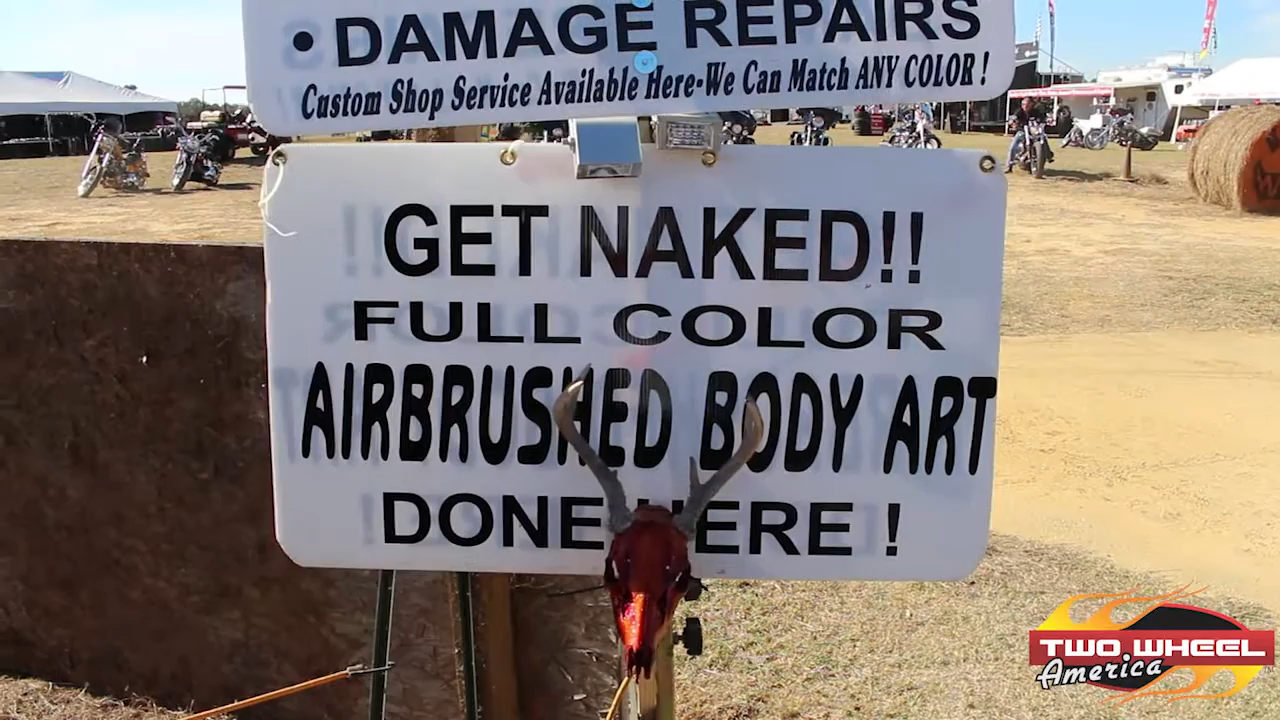 • DAMAGE REPAIRS
Custom Shop Service Available Here-We Can Match ANY COLOR !
GET NAKED!!
FULL COLOR
AIRBRUSHED BODY ART
DONE HERE !
TWO WHEEL
America